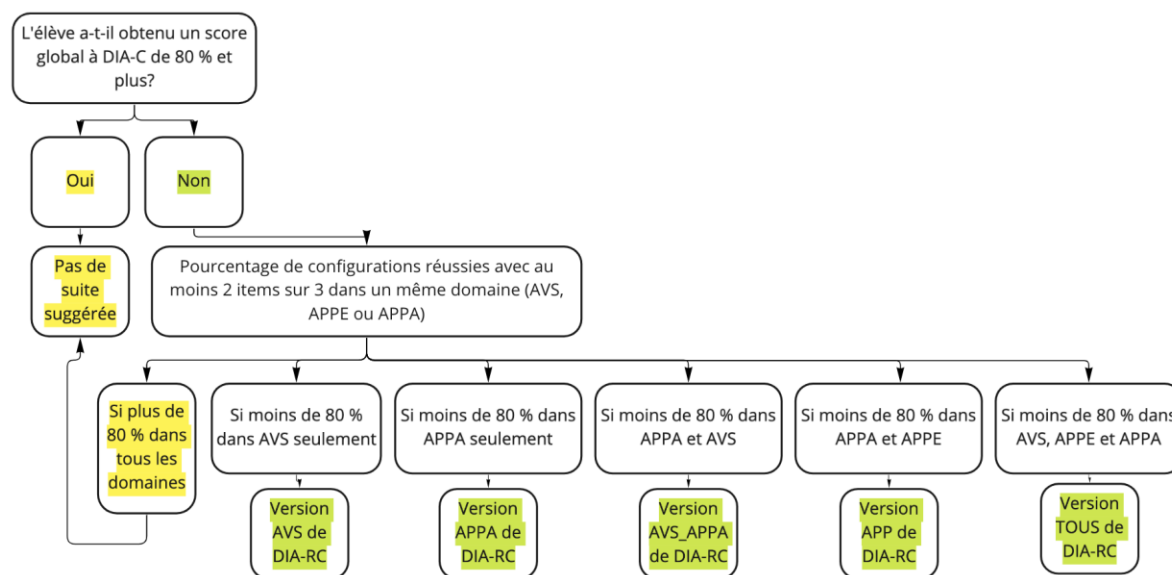 L'élève a-t-il obtenu un score
global à DIA-C de 80 % et
plus?
Oui
Non
Pas de
suite
suggérée
Pourcentage de configurations réussies avec au
moins 2 items sur 3 dans un même domaine (AVS,
APPE ou APPA)
Si plus de
80 % dans
tous les
domaines
Si moins de 80 %
dans AVS seulement
Si moins de 80 % dans
APPA seulement
Si moins de 80 % dans
APPA et AVS
Si moins de 80 % dans
APPA et APPE
Si moins de 80 % dans
AVS, APPE et APPA
Version
AVS de
DIA-RC
Version
APPA de
DIA-RC
Version
AVS_APPA
de DIA-RC
Version
APP de
DIA-RC
Version
TOUS de
DIA-RC